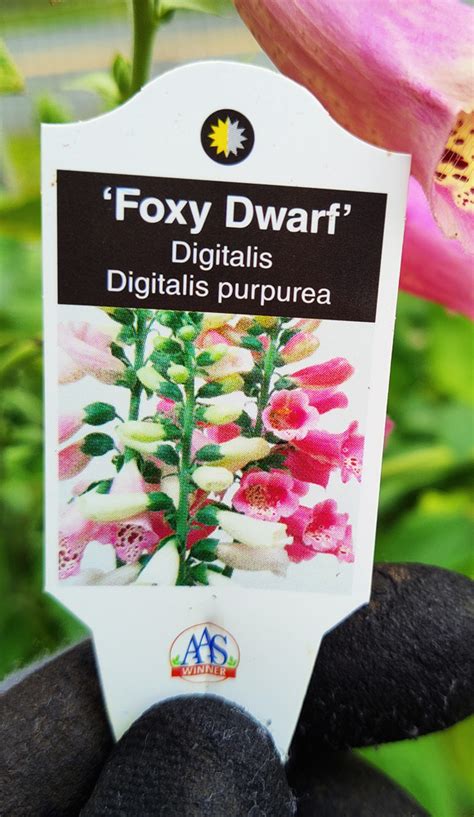 'Foxy Dwarf'
Digitalis
Digitalis purpurea
AAS
WINNER